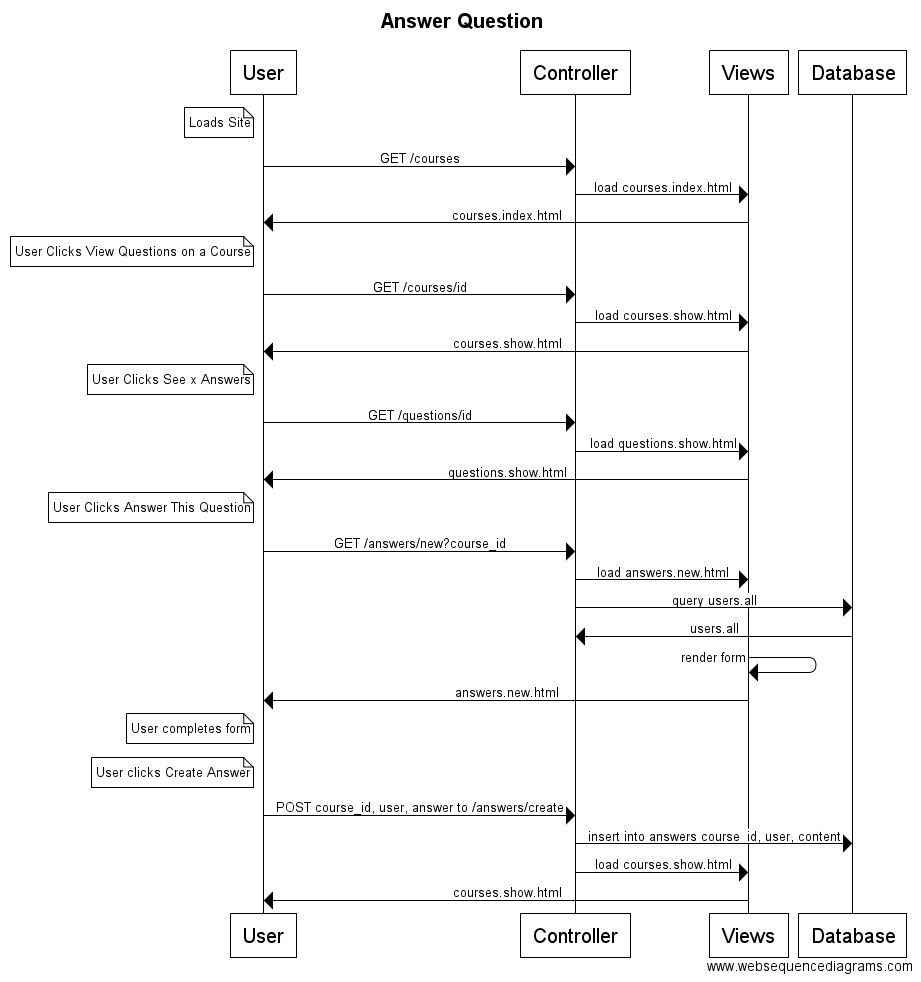 Answer Question
User
Controller
Views
Database
Loads Site
GET /courses
load courses.index.html
courses.index.html
User Clicks View Questions on a Course
GET /courses/id
load courses.show.html
courses.show.html
User Clicks See x Answers
GET /questions/id
load questions.show.html
questions.show.html
User Clicks Answer This Question
GET /answers/new?course_id
load answers.new.html
query users.all
users.all
render form
answers.new.html
User completes form
User clicks Create Answer
POST course_id, user, answer to /answers/create
insert into answers course_id, user, content
load courses.show.html
courses.show.html
User
Controller
Views
Database
www.websequencediagrams.com